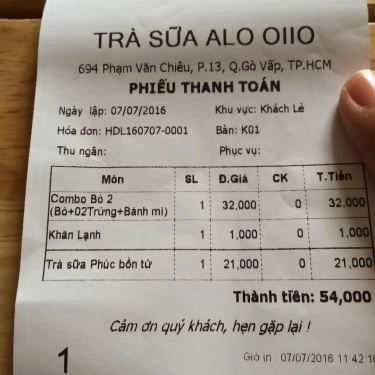 TRÀ SỮA ALO OIIO
694 Phạm Văn Chiêu, P.13, Q.Gò Vấp, TP.HCM
PHIẾU THANH TOÁN
Ngày lập: 07/07/2016 Khu vực: Khách Lẻ
Hóa đơn: HDL160707-0001 Bàn: K01
Thu ngân: Phục vụ:
Món SL Đ.Giá CK T.Tiền
Combo Bò 2
(Bò+02Trứng+Bánh mì) 1 32,000 0 32,000
Khăn Lạnh 1 1,000 0 1,000
Trà sữa Phúc bồn tử 1 21,000 0 21,000
Thành tiền: 54,000
Cảm ơn quý khách, hẹn gặp lại !
1 Giờ in : 07/07/2016 11:42:16